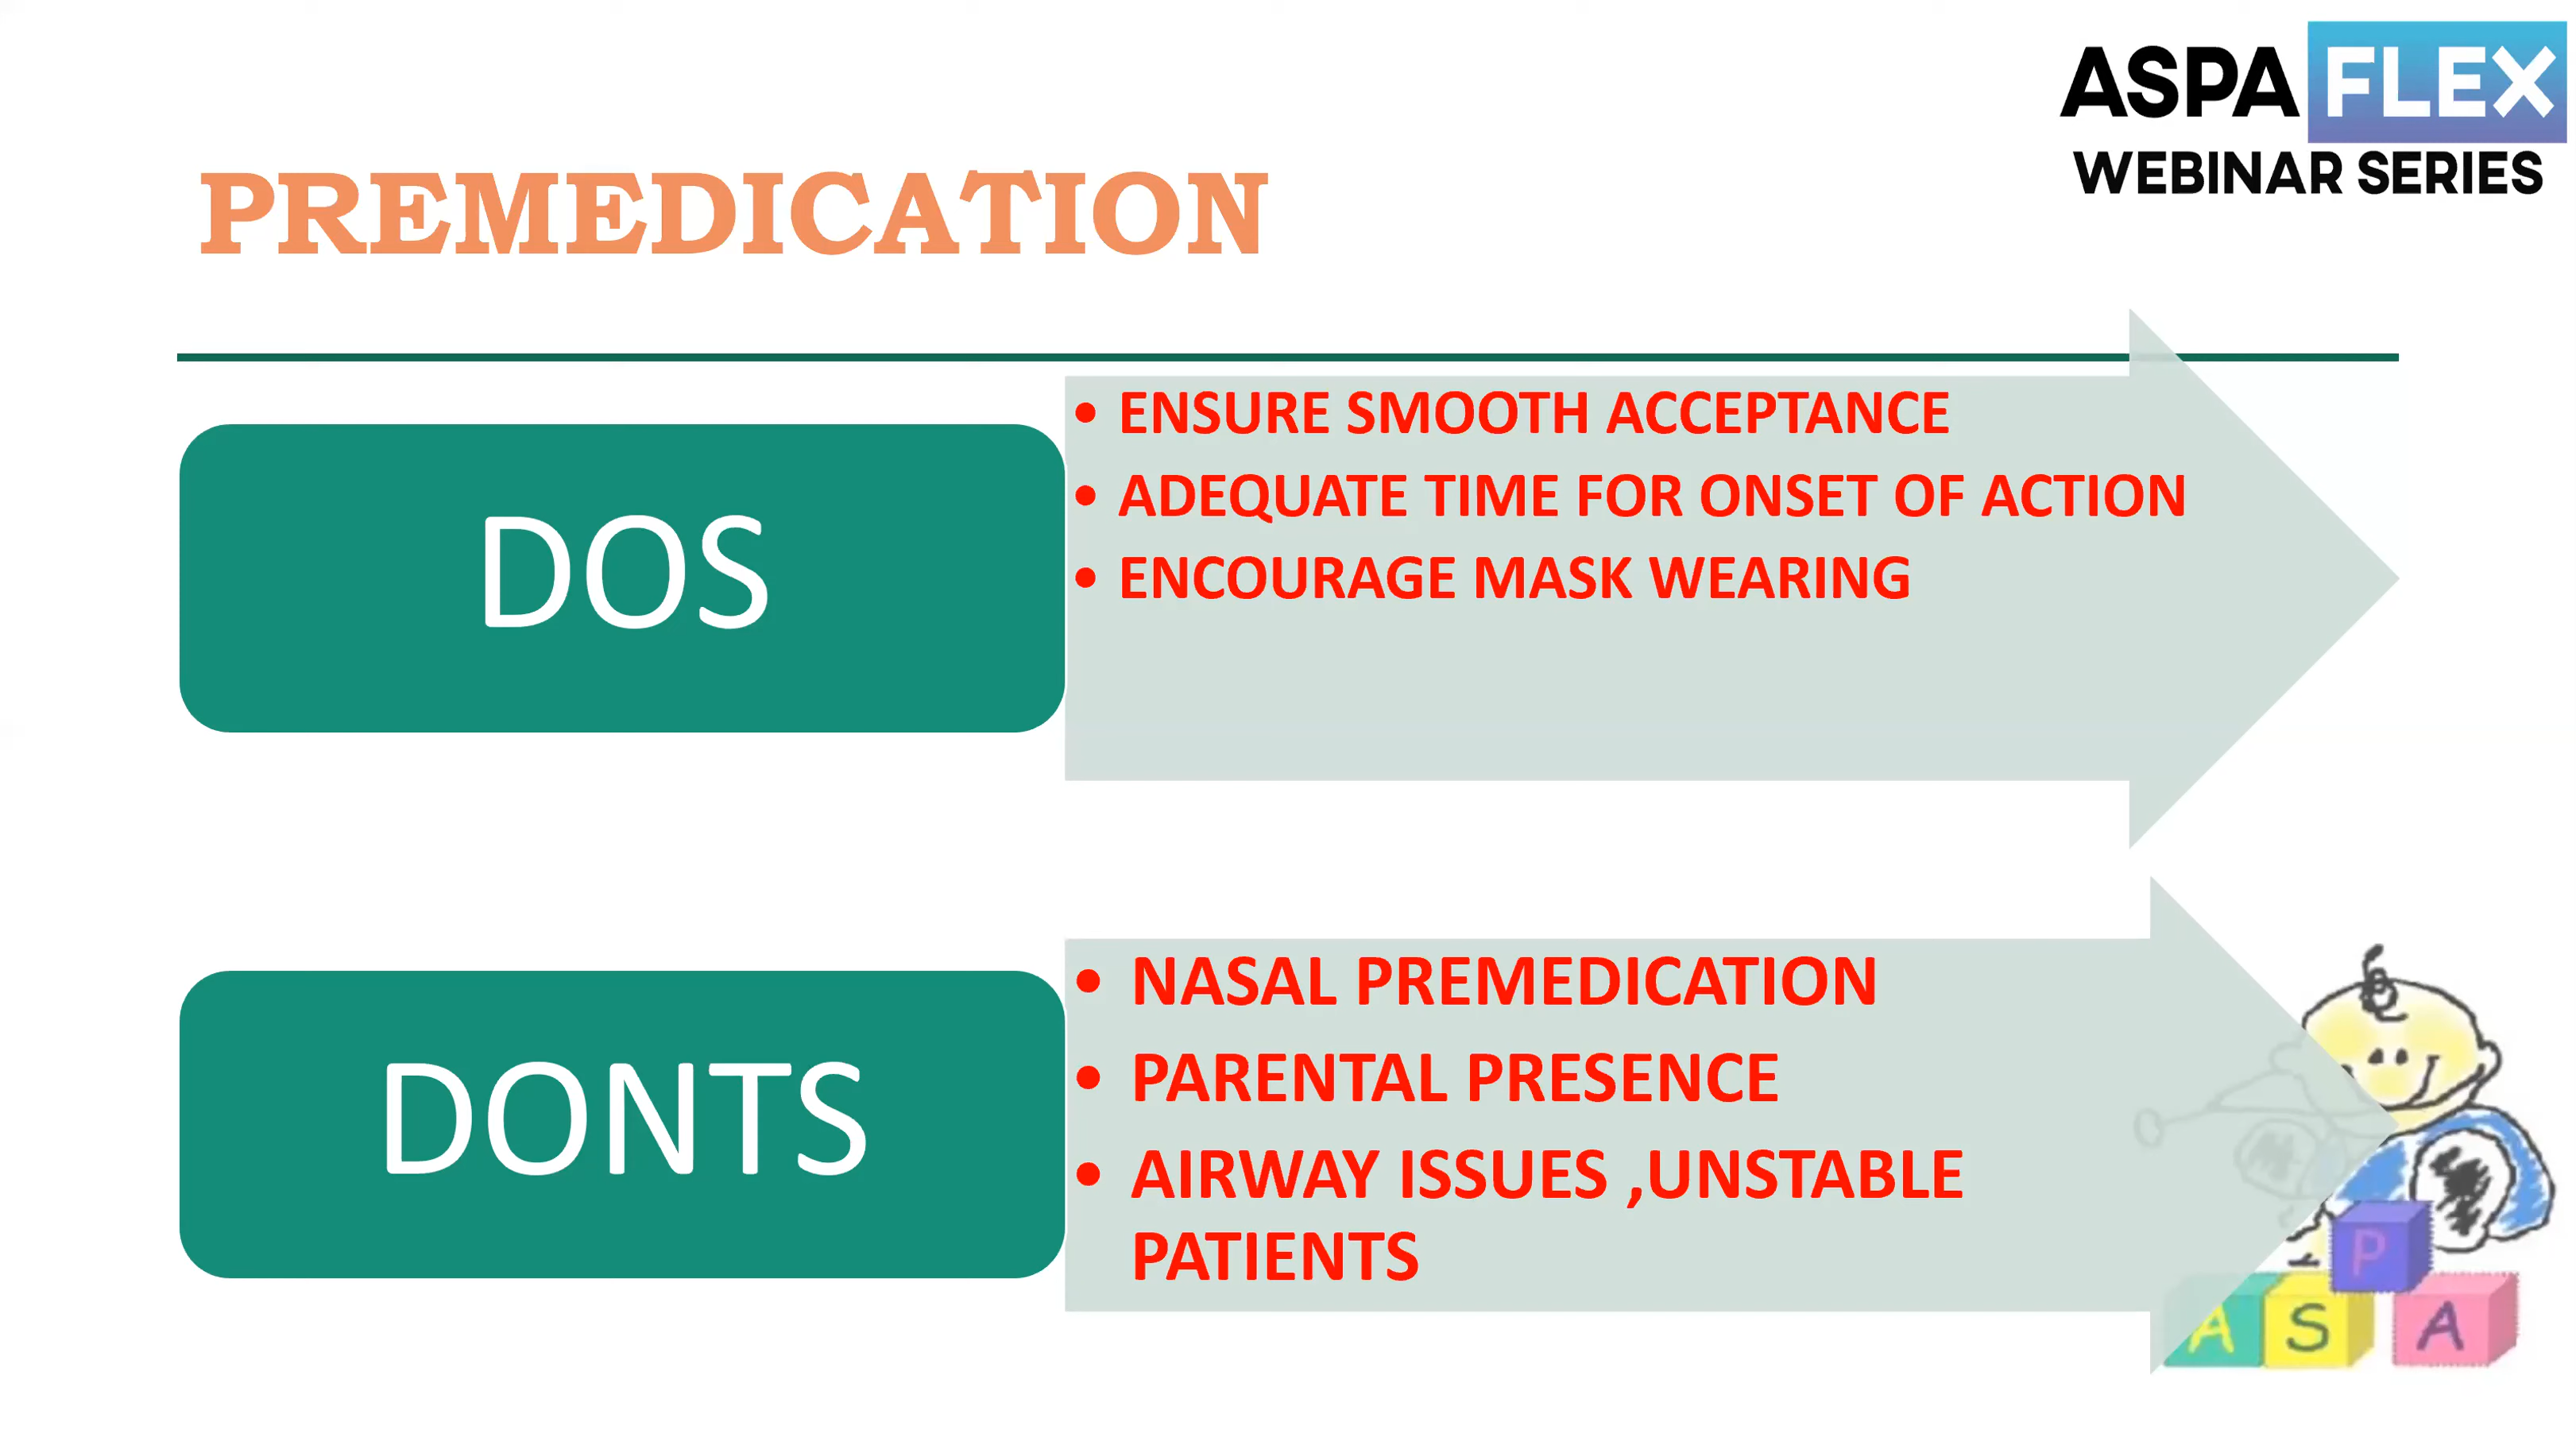 ASPA FLEX
WEBINAR SERIES
PREMEDICATION
DOS
• ENSURE SMOOTH ACCEPTANCE
• ADEQUATE TIME FOR ONSET OF ACTION
• ENCOURAGE MASK WEARING
DONTS
• NASAL PREMEDICATION
• PARENTAL PRESENCE
• AIRWAY ISSUES ,UNSTABLE
PATIENTS
P
A S A